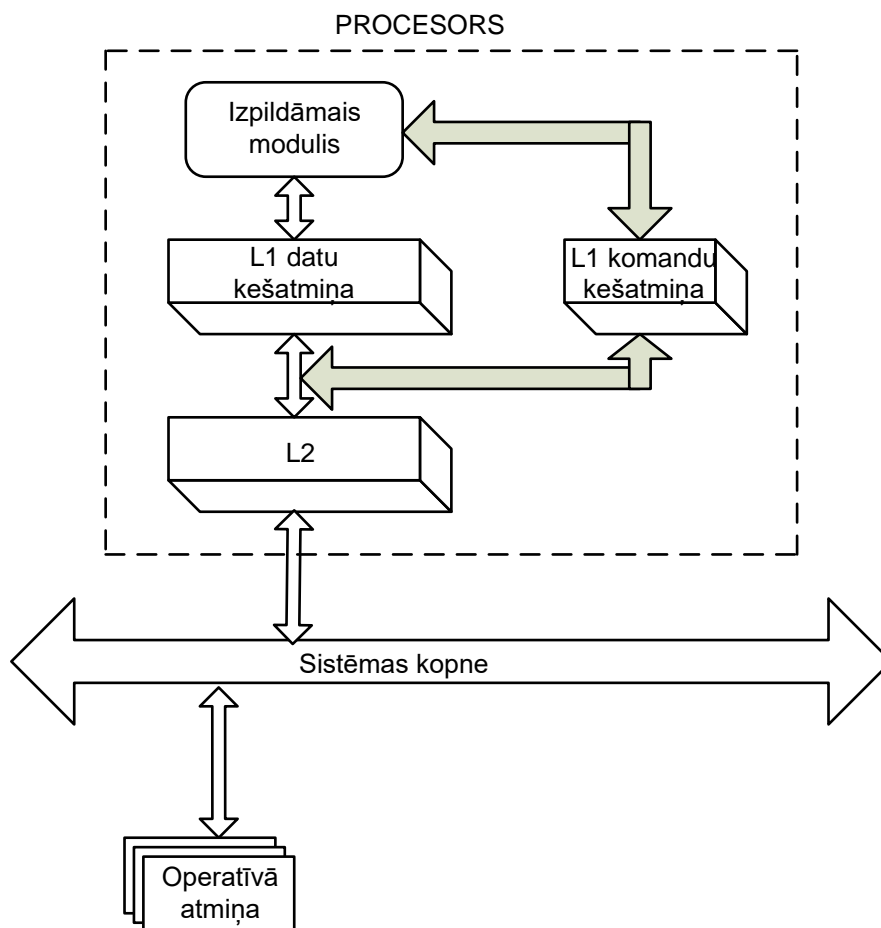 PROCESORS
Izpildāmais
modulis
L1 datu
kešatmiņa
L1 komandu
kešatmiņa
L2
Sistēmas kopne
Operatīvā
atmiņa